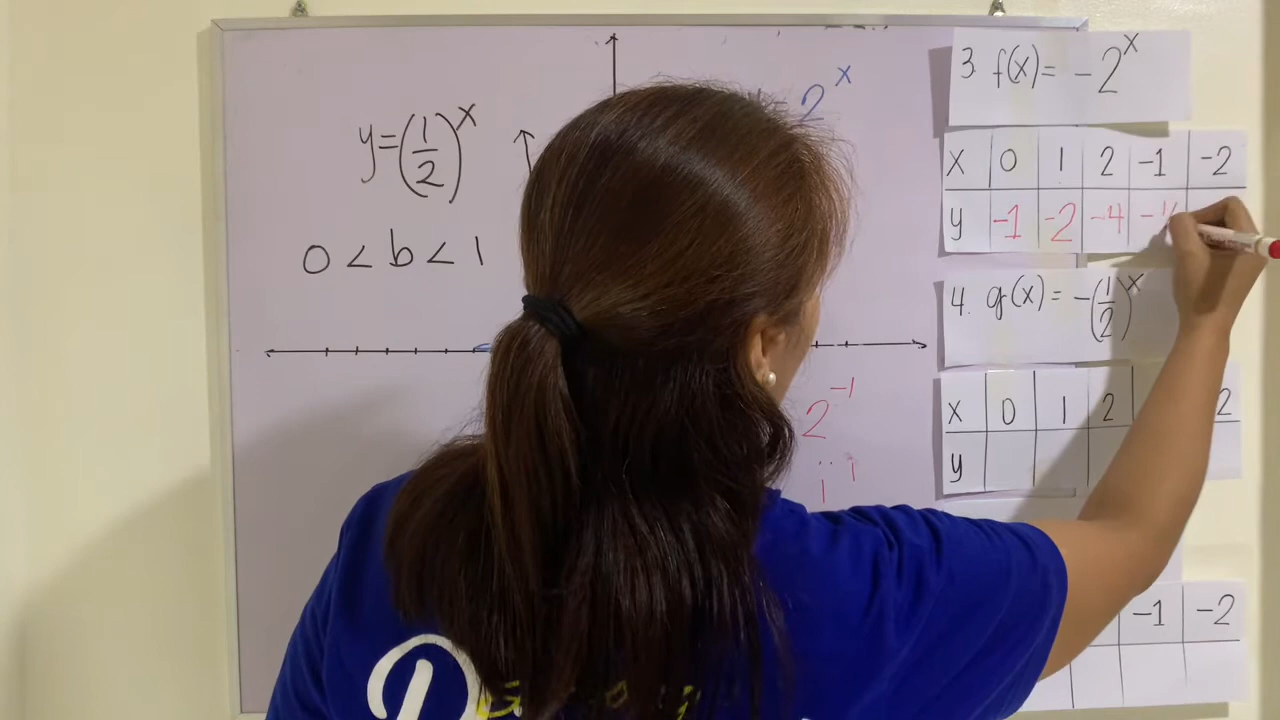 y=(1/2)^x
0 < b < 1
= 2^x
2^-1
3. f(x) = -2^x
x 0 1 2 -1 -2
y -1 -2 -4
4. g(x) = -(1/2)^x
x 0 1 2 2
y
-1 -2